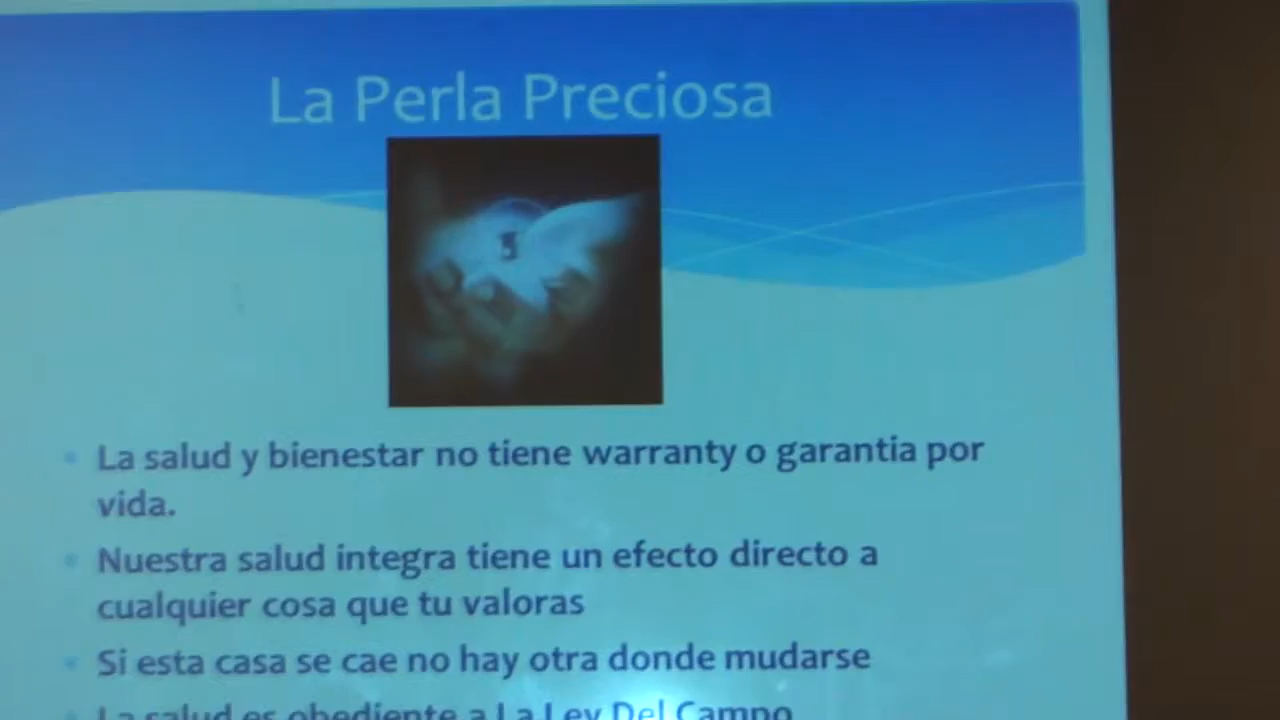 La Perla Preciosa
La salud y bienestar no tiene warranty o garantia por
vida.
Nuestra salud integra tiene un efecto directo a
cualquier cosa que tu valoras
Si esta casa se cae no hay otra donde mudarse
La salud es obediente a La Ley Del Campo